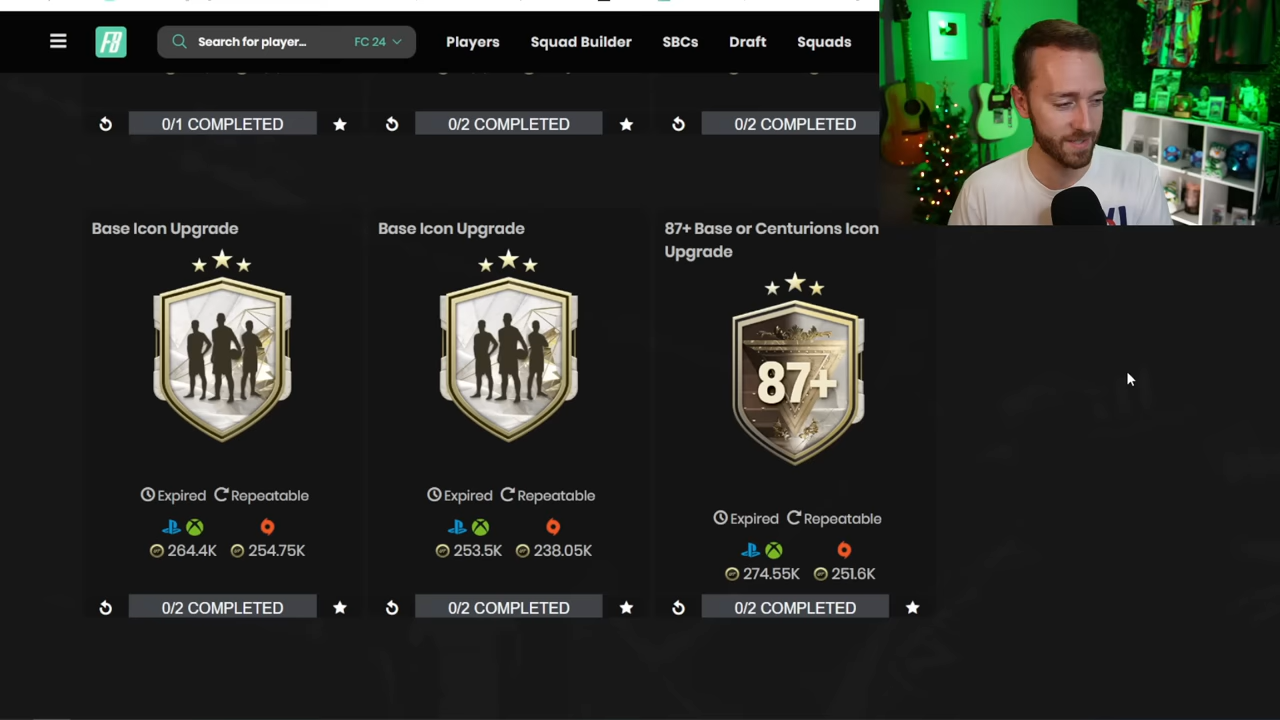 FB
Search for player... FC 24
Players
Squad Builder
SBCs
Draft
Squads
0/1 COMPLETED
0/2 COMPLETED
0/2 COMPLETED
Base Icon Upgrade
Base Icon Upgrade
87+ Base or Centurions Icon
Upgrade
87+
Expired Repeatable
Expired Repeatable
Expired Repeatable
264.4K 254.75K
253.5K 238.05K
274.55K 251.6K
0/2 COMPLETED
0/2 COMPLETED
0/2 COMPLETED